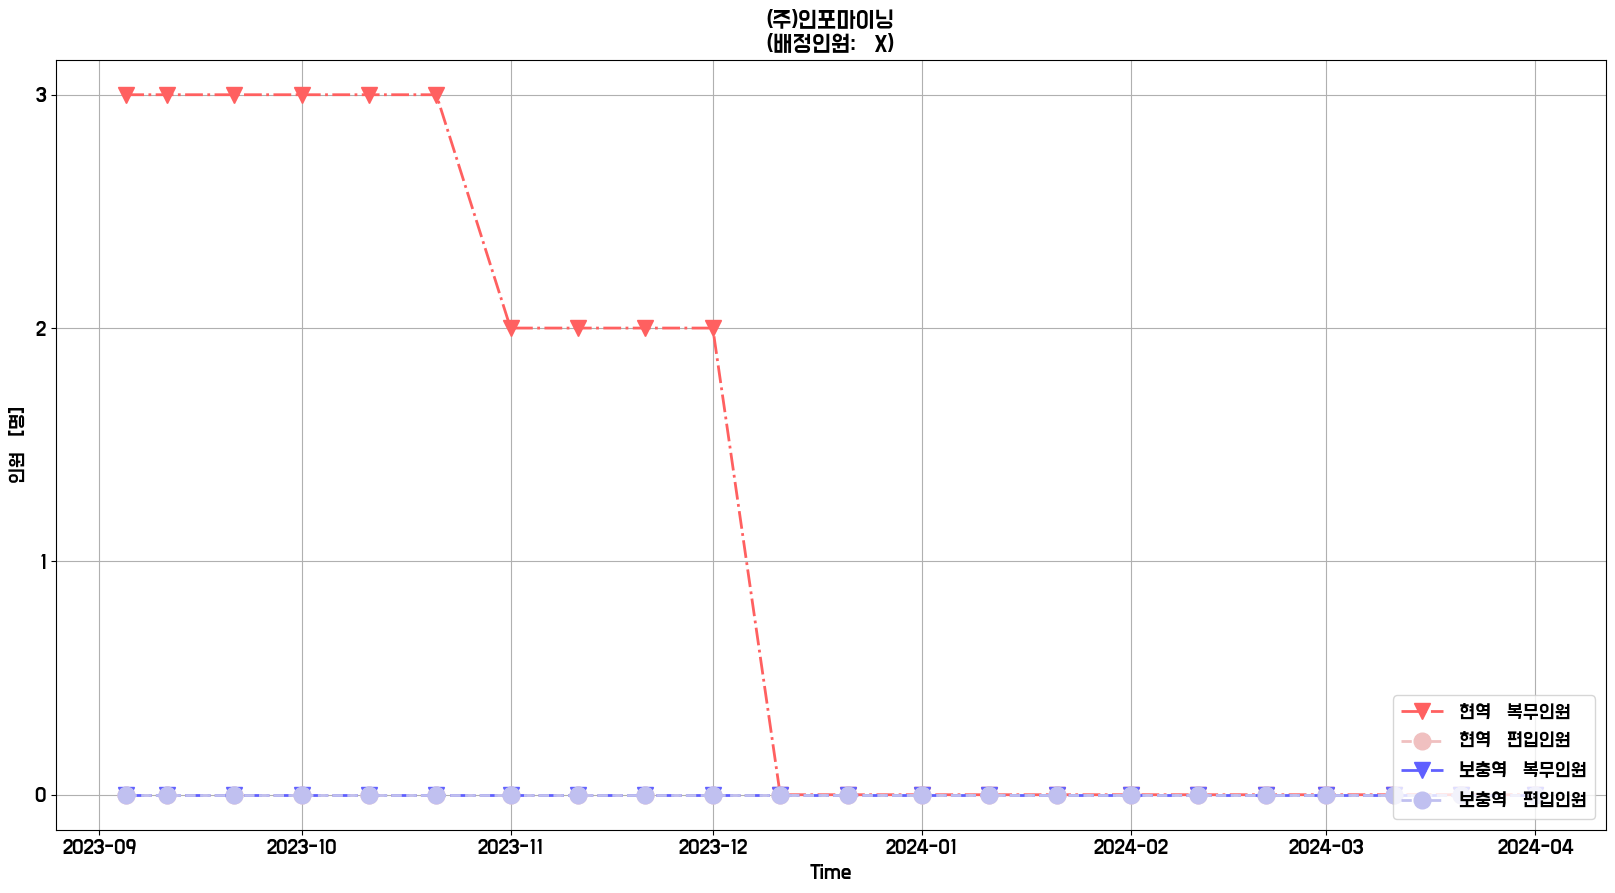 (주)인포마이닝
(배정인원: X)
인원 [명]
3
2
1
0
2023-09 2023-10 2023-11 2023-12 2024-01 2024-02 2024-03 2024-04
Time
현역 복무인원
현역 편입인원
보충역 복무인원
보충역 편입인원